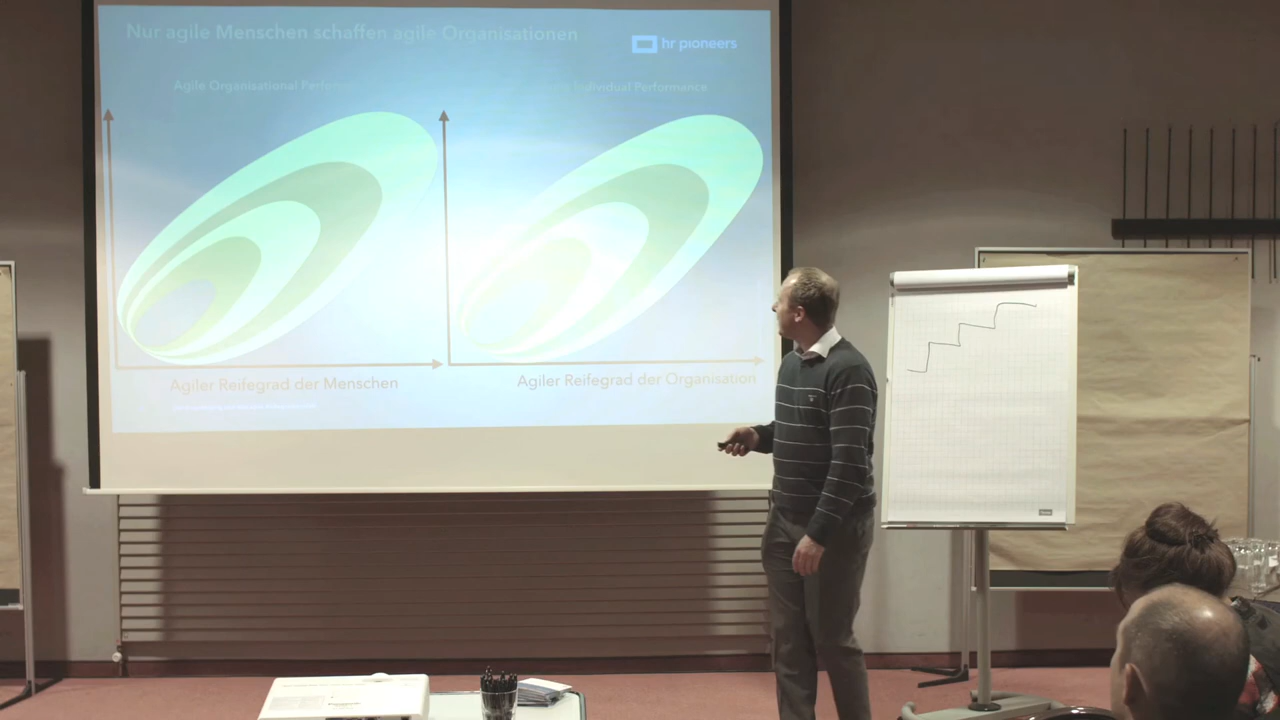 Nur agile Menschen schaffen agile Organisationen
hr pioneers
Agile Organisational
Individual Performance
Agiler Reifegrad der Menschen
Agiler Reifegrad der Organisation